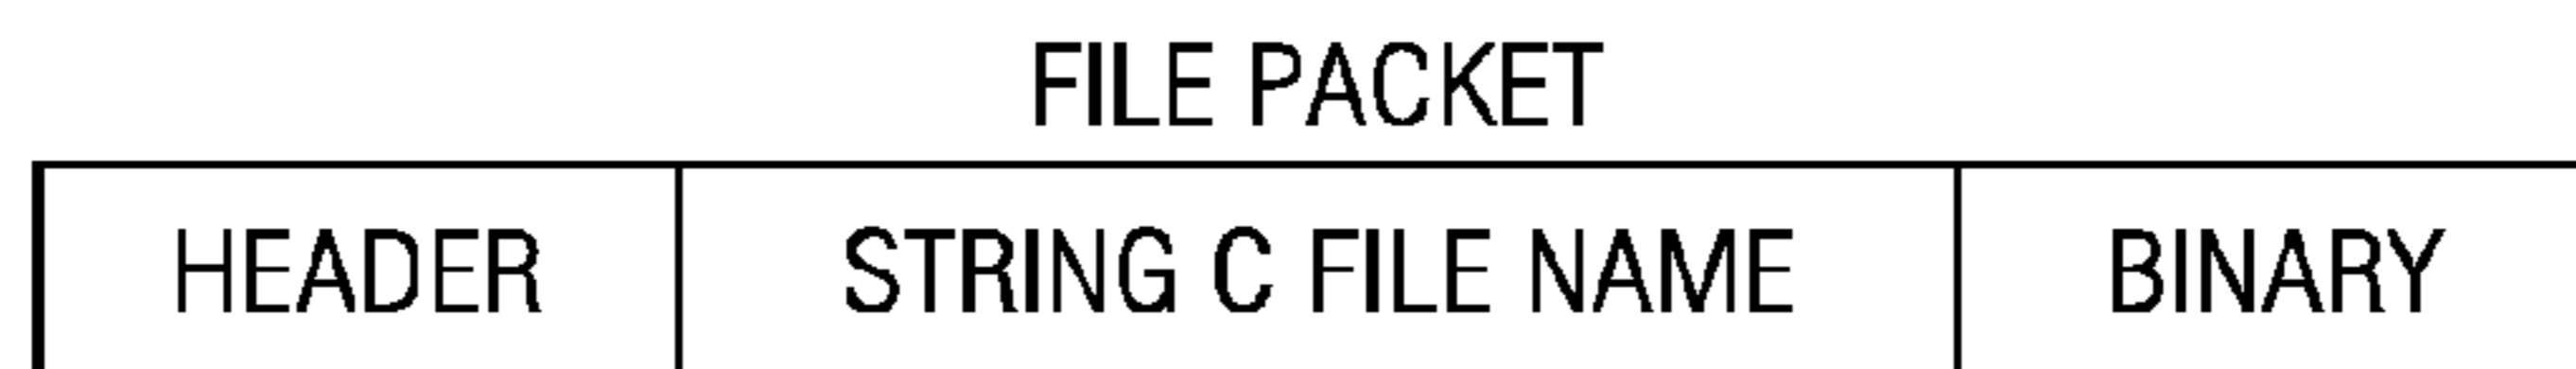 FILE PACKET
HEADER STRING C FILE NAME BINARY